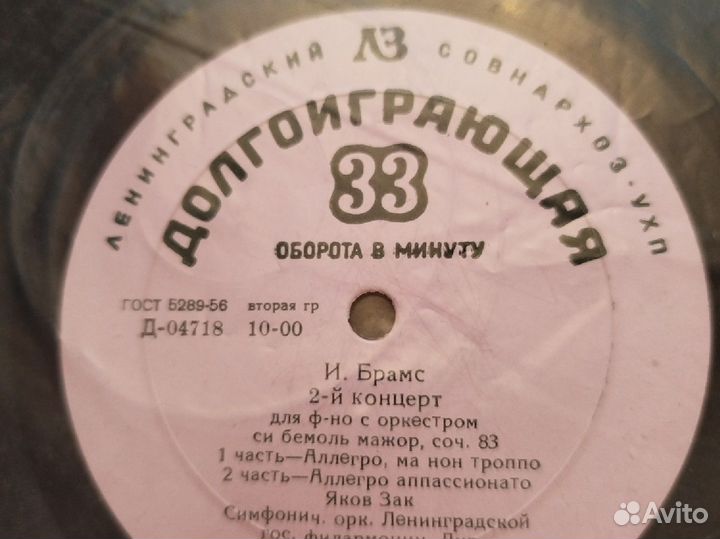 ЛЕНИНГРАДСКИЙ ЛЗ СОВНАРХОЗ-УХП
ДОЛГОИГРАЮЩАЯ
33
ОБОРОТА В МИНУТУ
ГОСТ 5289-56 вторая гр
Д-04718 10-00
И. Брамс
2-й концерт
для ф-но с оркестром
си бемоль мажор, соч. 83
1 часть—Аллегро, ма нон троппо
2 часть—Аллегро аппассионато
Яков Зак
Симфонич. орк. Ленинградской
гос. филармонии.
Avito